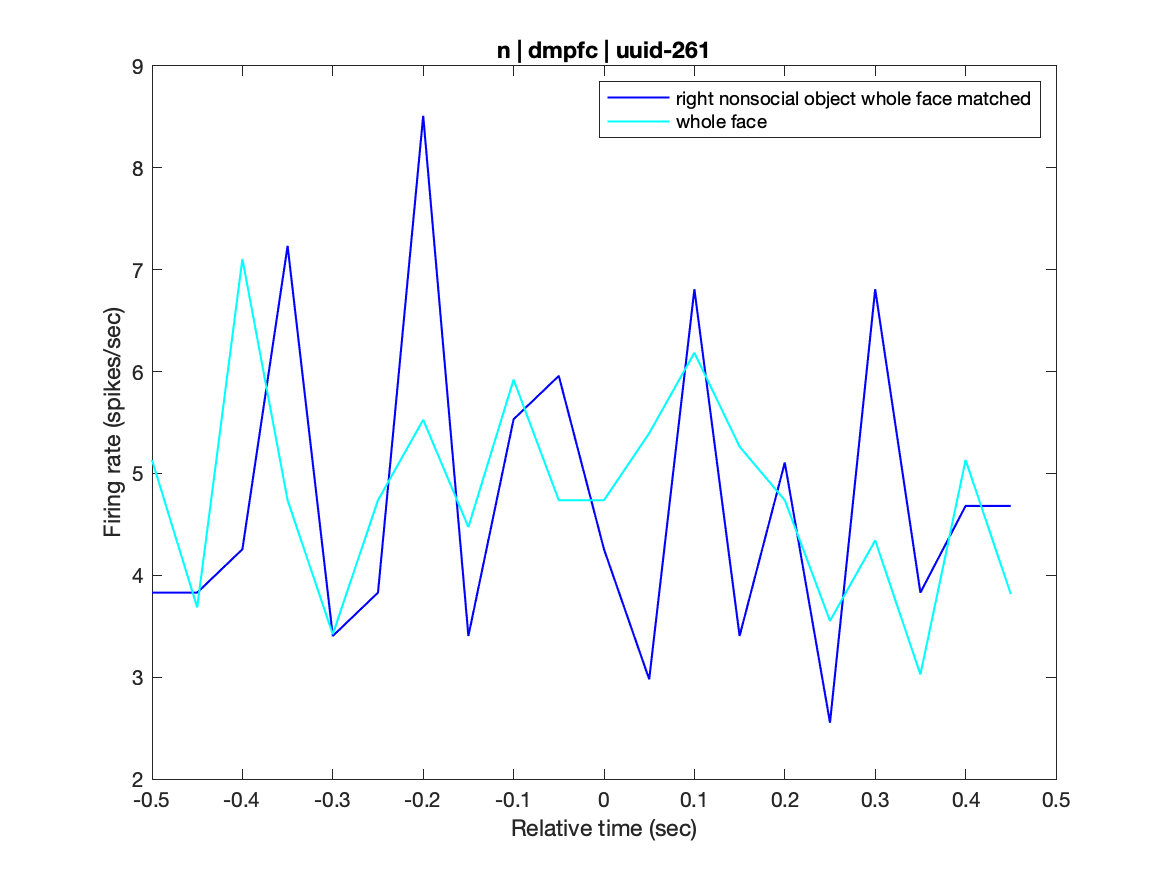 n | dmpfc | uuid-261
right nonsocial object whole face matched
whole face
Firing rate (spikes/sec)
9
8
7
6
5
4
3
2
-0.5 -0.4 -0.3 -0.2 -0.1 0 0.1 0.2 0.3 0.4 0.5
Relative time (sec)